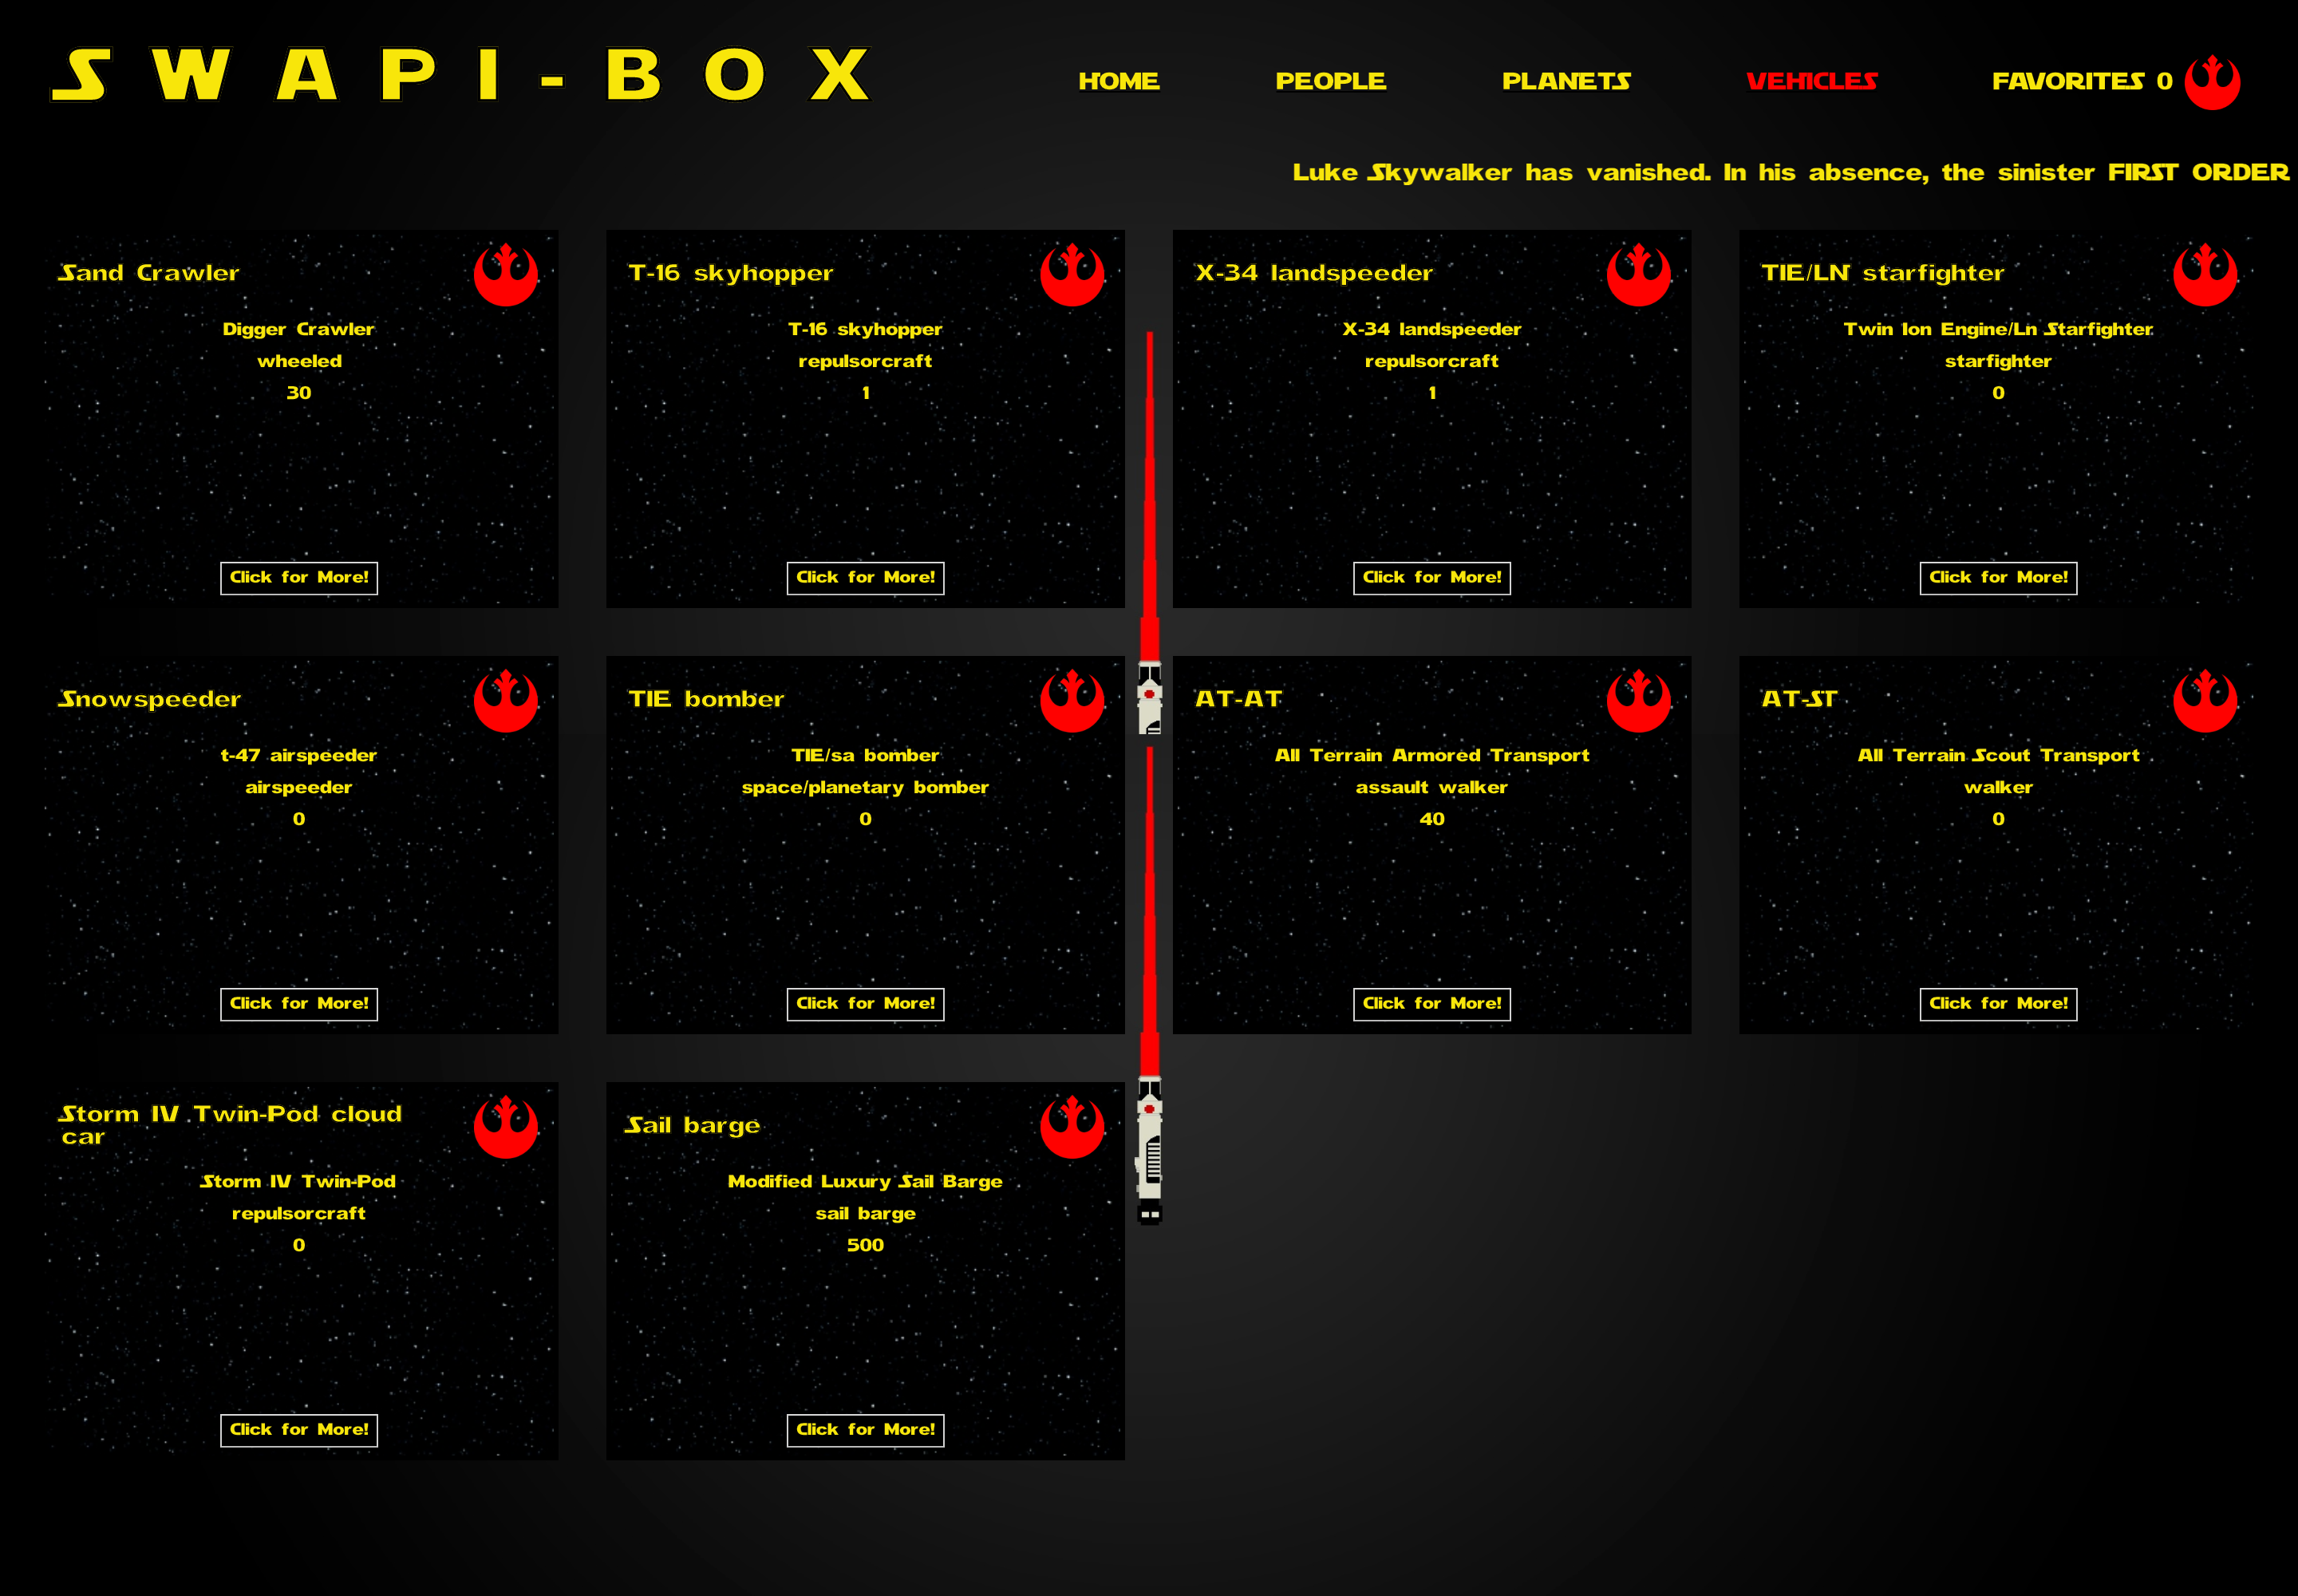 SWAPI-BOX
HOME
PEOPLE
PLANETS
VEHICLES
FAVORITES 0
Luke Skywalker has vanished. In his absence, the sinister FIRST ORDER
Sand Crawler
Digger Crawler
wheeled
30
Click for More!
T-16 skyhopper
T-16 skyhopper
repulsorcraft
1
Click for More!
X-34 landspeeder
X-34 landspeeder
repulsorcraft
1
Click for More!
TIE/LN starfighter
Twin Ion Engine/Ln Starfighter
starfighter
0
Click for More!
Snowspeeder
t-47 airspeeder
airspeeder
0
Click for More!
TIE bomber
TIE/sa bomber
space/planetary bomber
0
Click for More!
AT-AT
All Terrain Armored Transport
assault walker
40
Click for More!
AT-ST
All Terrain Scout Transport
walker
0
Click for More!
Storm IV Twin-Pod cloud
car
Storm IV Twin-Pod
repulsorcraft
0
Click for More!
Sail barge
Modified Luxury Sail Barge
sail barge
500
Click for More!